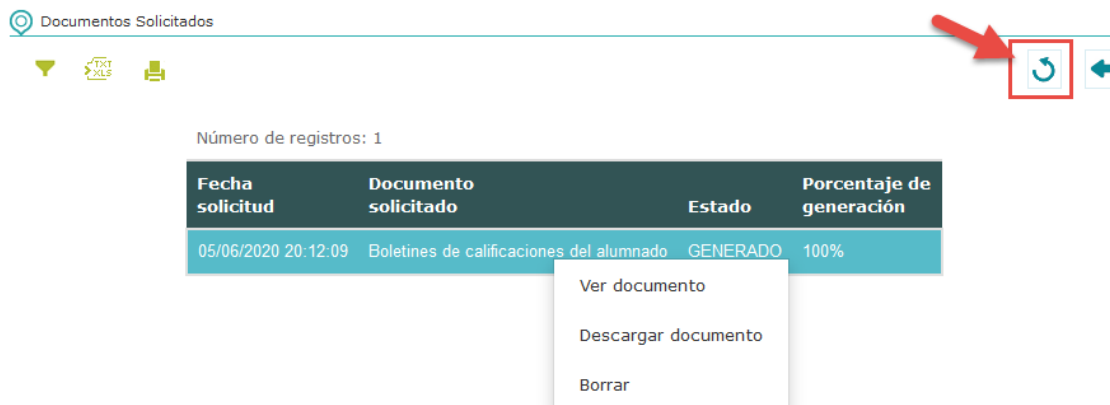 Documentos Solicitados
TXT
XLS
Número de registros: 1
Fecha solicitud Documento solicitado Estado Porcentaje de generación
05/06/2020 20:12:09 Boletines de calificaciones del alumnado GENERADO 100%
Ver documento
Descargar documento
Borrar